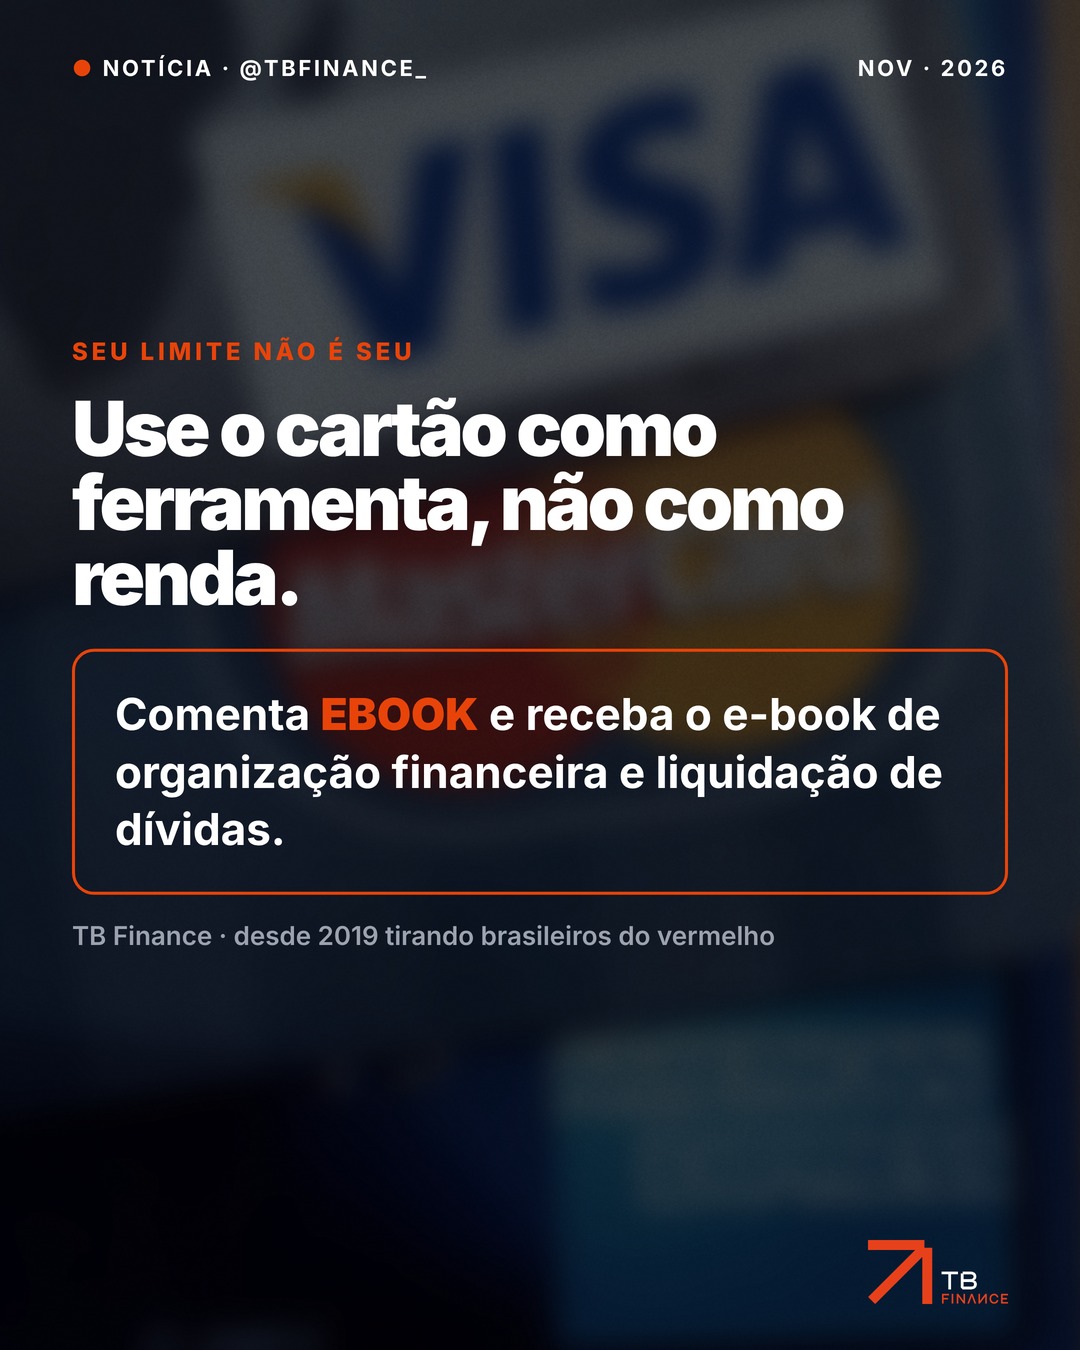 NOTÍCIA · @TBFINANCE_
NOV · 2026
VISA
SEU LIMITE NÃO É SEU
Use o cartão como
ferramenta, não como
renda.
MasterCard
Comenta EBOOK e receba o e-book de
organização financeira e liquidação de
dívidas.
TB Finance · desde 2019 tirando brasileiros do vermelho
TB
FINANCE